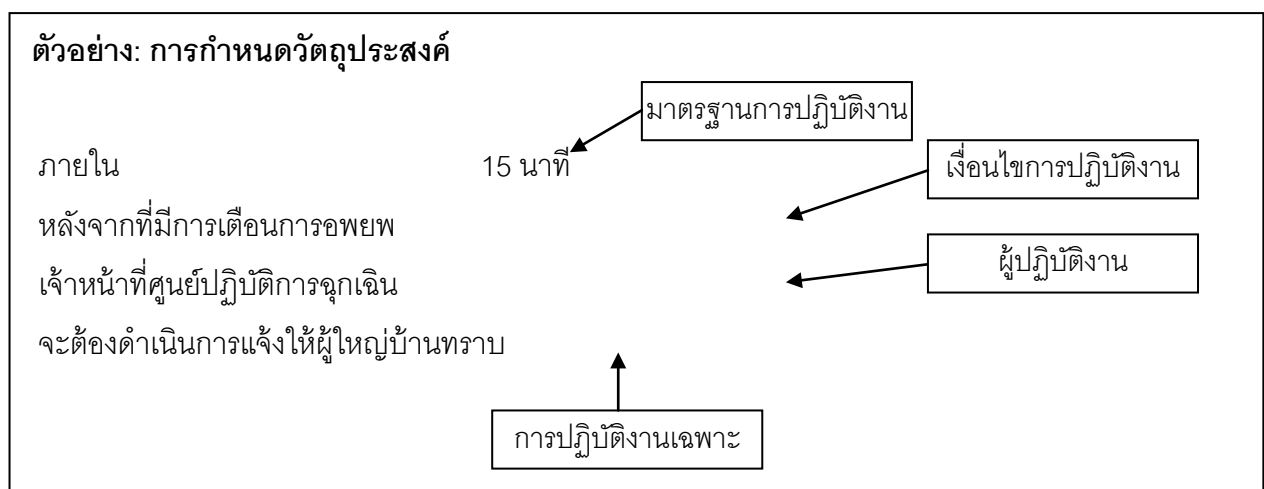 ตัวอย่าง: การกำหนดวัตถุประสงค์
มาตรฐานการปฏิบัติงาน
ภายใน 15 นาที
เงื่อนไขการปฏิบัติงาน
หลังจากที่มีการเตือนการอพยพ
ผู้ปฏิบัติงาน
เจ้าหน้าที่ศูนย์ปฏิบัติการฉุกเฉิน
จะต้องดำเนินการแจ้งให้ผู้ใหญ่บ้านทราบ
การปฏิบัติงานเฉพาะ